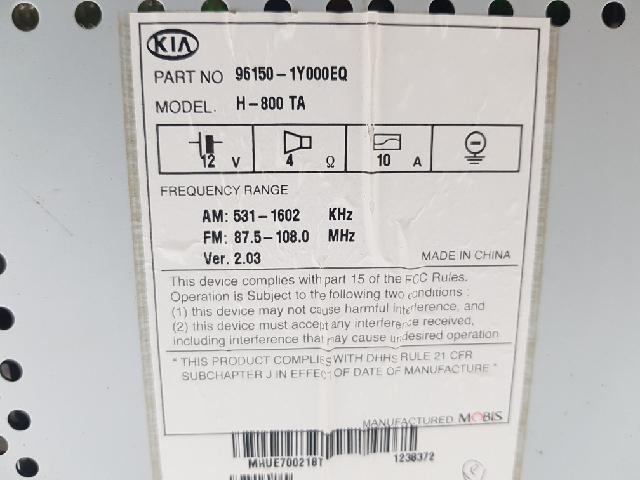 KIA
PART NO 96150-1Y000EQ
MODEL. H-800 TA
12 V 4 Ω 10 A
FREQUENCY RANGE
AM: 531-1602 KHz
FM: 87.5-108.0 MHz
Ver. 2.03
MADE IN CHINA
This device complies with part 15 of the FCC Rules.
Operation is Subject to the following two conditions :
(1) this device may not cause harmful interference, and
(2) this device must accept any interference received,
including interference that may cause undesired operation
" THIS PRODUCT COMPLIES WITH DHHS RULE 21 CFR
SUBCHAPTER J IN EFFECT OF DATE OF MANUFACTURE "
MANUFACTURED MOBIS
1238372